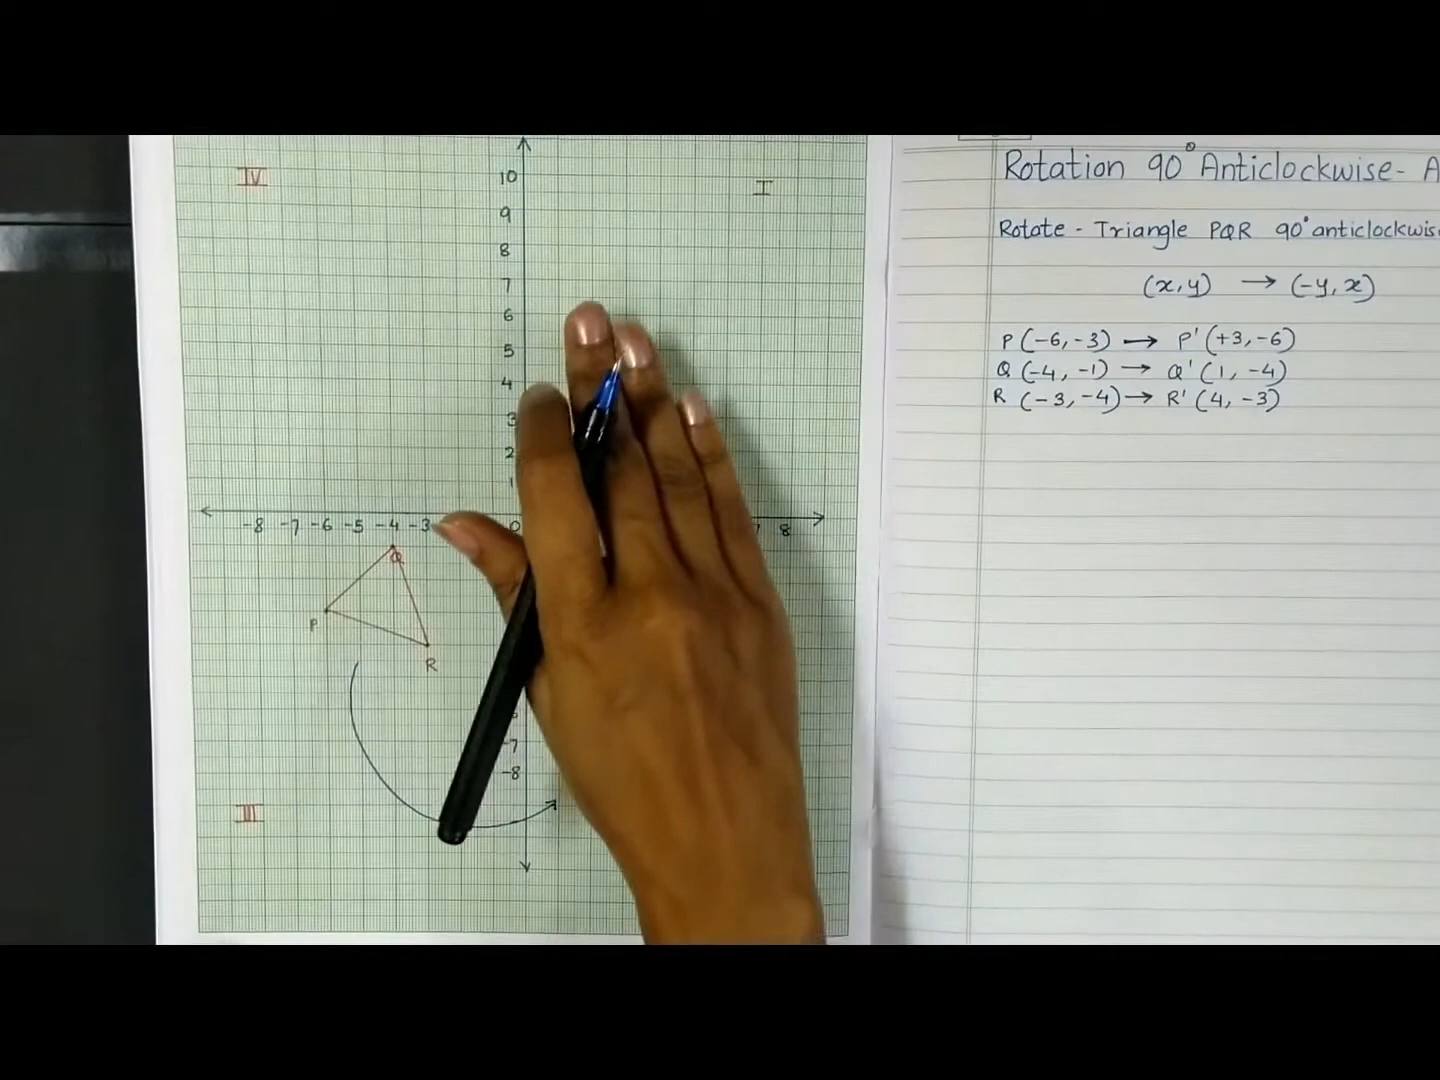 IV
I
10
9
8
7
6
5
4
3
2
1
-8 -7 -6 -5 -4 -3 0 8
Q
P
R
-7
-8
III
Rotation 90° Anticlockwise - A
Rotate - Triangle PQR 90° anticlockwis
(x,y) → (-y, x)
P (-6, -3) → P' (+3, -6)
Q (-4, -1) → Q' (1, -4)
R (-3, -4) → R' (4, -3)